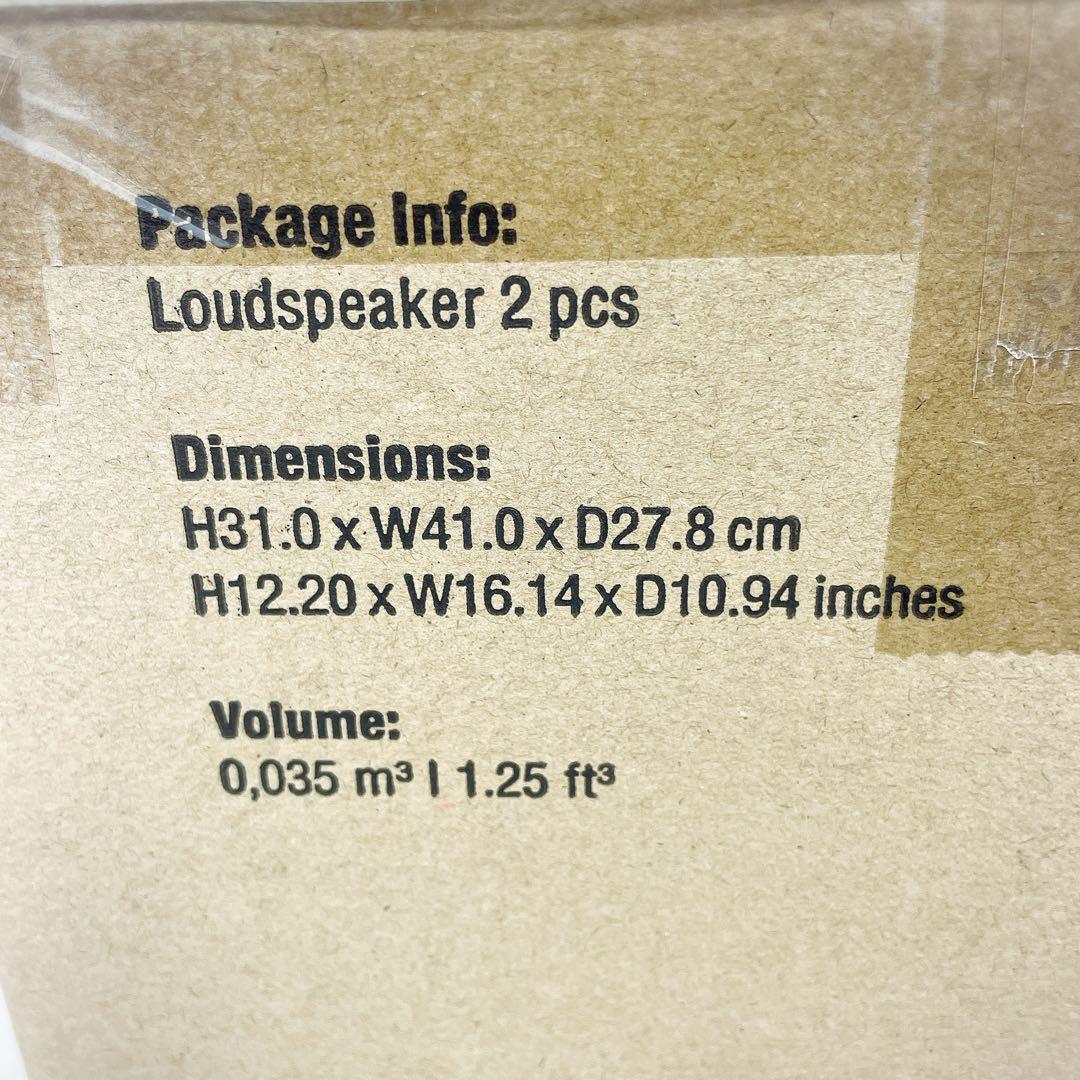 Package Info:
Loudspeaker 2 pcs
Dimensions:
H31.0 x W41.0 x D27.8 cm
H12.20 x W16.14 x D10.94 inches
Volume:
0,035 m³ | 1.25 ft³